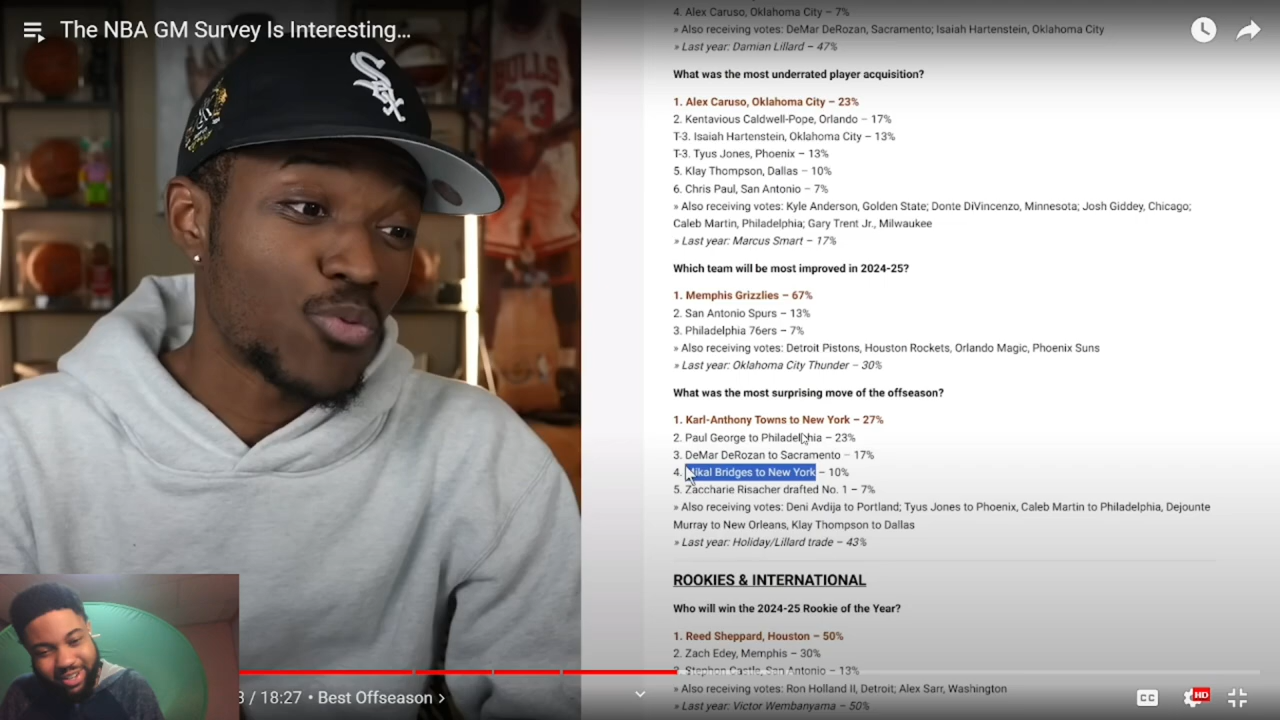 The NBA GM Survey Is Interesting...
4. Alex Caruso, Oklahoma City – 7%
» Also receiving votes: DeMar DeRozan, Sacramento; Isaiah Hartenstein, Oklahoma City
» Last year: Damian Lillard – 47%
What was the most underrated player acquisition?
1. Alex Caruso, Oklahoma City – 23%
2. Kentavious Caldwell-Pope, Orlando – 17%
T-3. Isaiah Hartenstein, Oklahoma City – 13%
T-3. Tyus Jones, Phoenix – 13%
5. Klay Thompson, Dallas – 10%
6. Chris Paul, San Antonio – 7%
» Also receiving votes: Kyle Anderson, Golden State; Donte DiVincenzo, Minnesota; Josh Giddey, Chicago;
Caleb Martin, Philadelphia; Gary Trent Jr., Milwaukee
» Last year: Marcus Smart – 17%
Which team will be most improved in 2024-25?
1. Memphis Grizzlies – 67%
2. San Antonio Spurs – 13%
3. Philadelphia 76ers – 7%
» Also receiving votes: Detroit Pistons, Houston Rockets, Orlando Magic, Phoenix Suns
» Last year: Oklahoma City Thunder – 30%
What was the most surprising move of the offseason?
1. Karl-Anthony Towns to New York – 27%
2. Paul George to Philadelphia – 23%
3. DeMar DeRozan to Sacramento – 17%
4. Mikal Bridges to New York – 10%
5. Zaccharie Risacher drafted No. 1 – 7%
» Also receiving votes: Deni Avdija to Portland; Tyus Jones to Phoenix, Caleb Martin to Philadelphia, Dejounte
Murray to New Orleans, Klay Thompson to Dallas
» Last year: Holiday/Lillard trade – 43%
ROOKIES & INTERNATIONAL
Who will win the 2024-25 Rookie of the Year?
1. Reed Sheppard, Houston – 50%
2. Zach Edey, Memphis – 30%
3. Stephon Castle, San Antonio – 13%
» Also receiving votes: Ron Holland II, Detroit; Alex Sarr, Washington
» Last year: Victor Wembanyama – 50%
Sox
BULLS
23
/ 18:27 • Best Offseason >
CC
HD